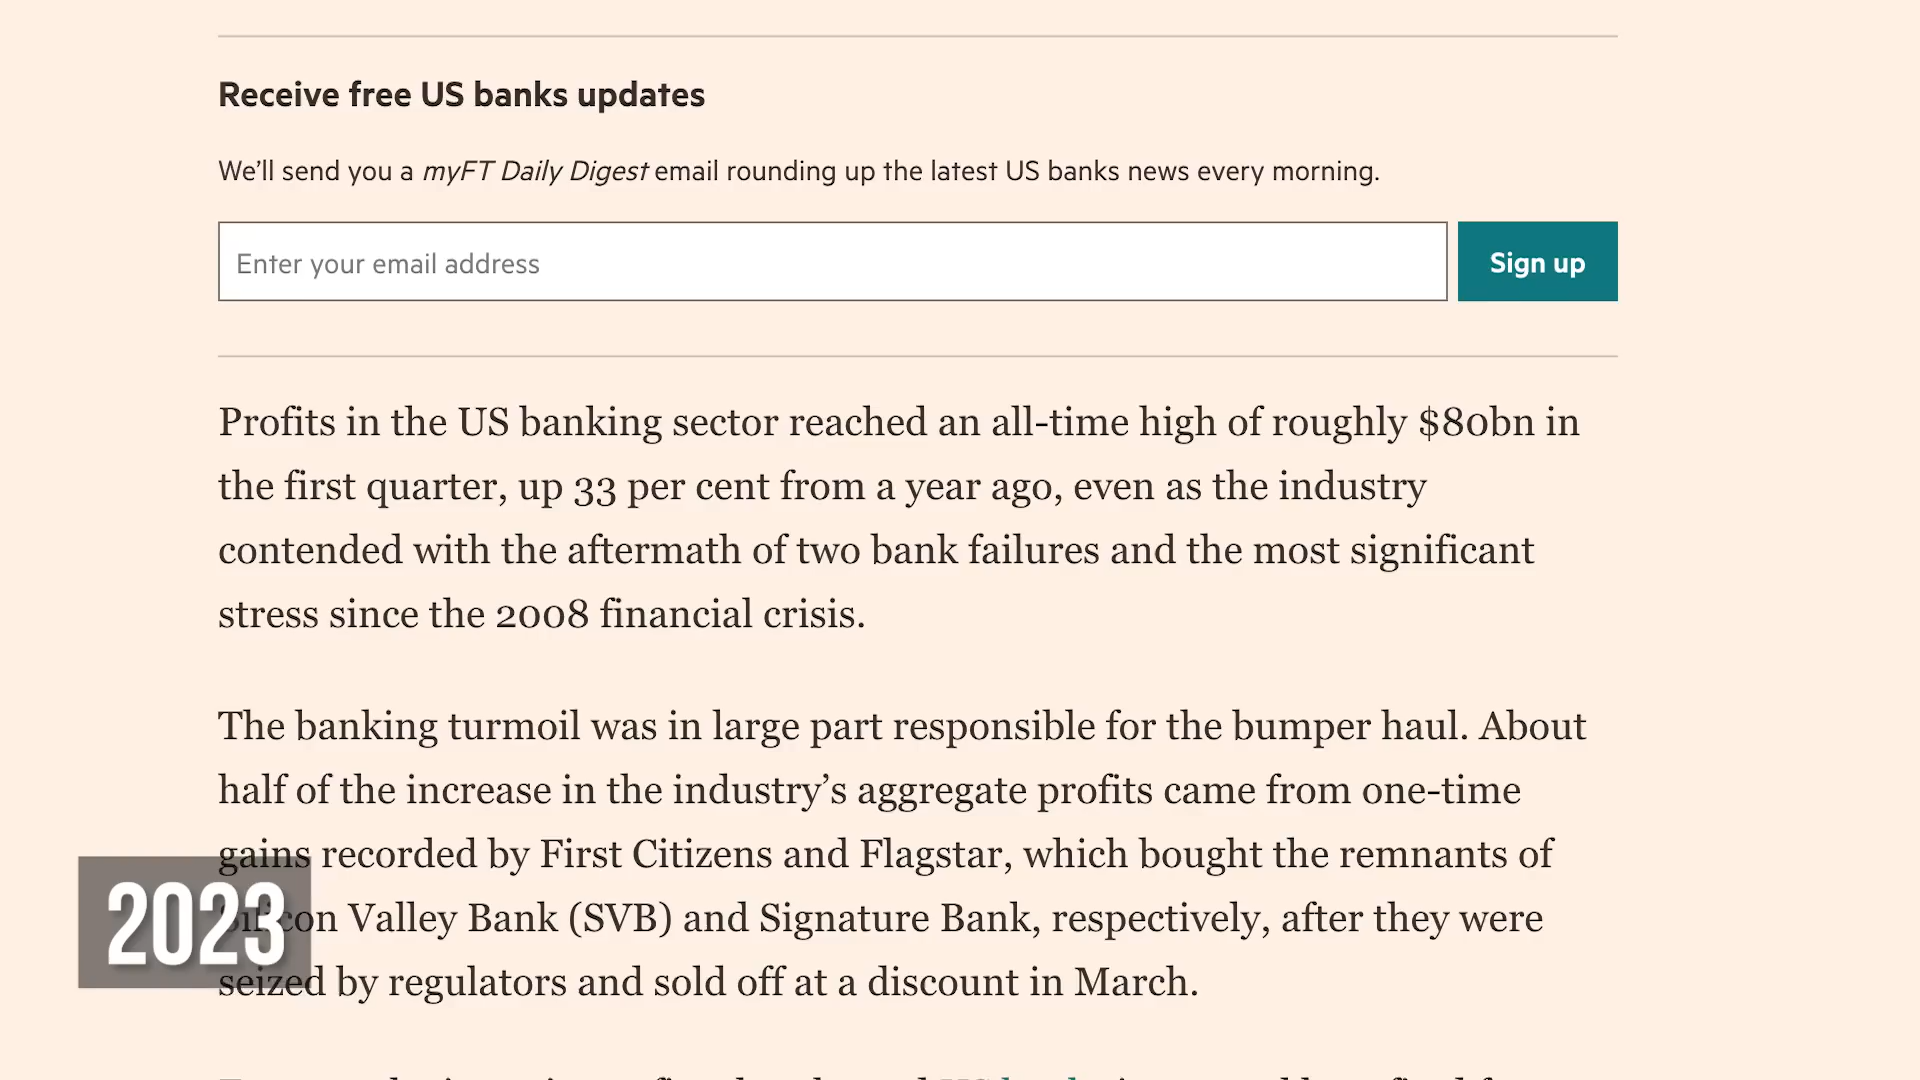 Receive free US banks updates
We’ll send you a myFT Daily Digest email rounding up the latest US banks news every morning.
Enter your email address
Sign up
Profits in the US banking sector reached an all-time high of roughly $80bn in
the first quarter, up 33 per cent from a year ago, even as the industry
contended with the aftermath of two bank failures and the most significant
stress since the 2008 financial crisis.
The banking turmoil was in large part responsible for the bumper haul. About
half of the increase in the industry’s aggregate profits came from one-time
gains recorded by First Citizens and Flagstar, which bought the remnants of
Silicon Valley Bank (SVB) and Signature Bank, respectively, after they were
seized by regulators and sold off at a discount in March.
2023